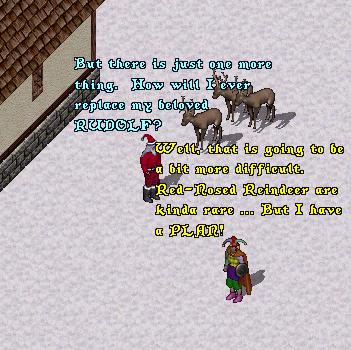 But there is just one more
thing. How will I ever
replace my beloved
RUDOLF?
Well, that is going to be
a bit more difficult.
Red-Nosed Reindeer are
kinda rare ... But I have
a PLAN!